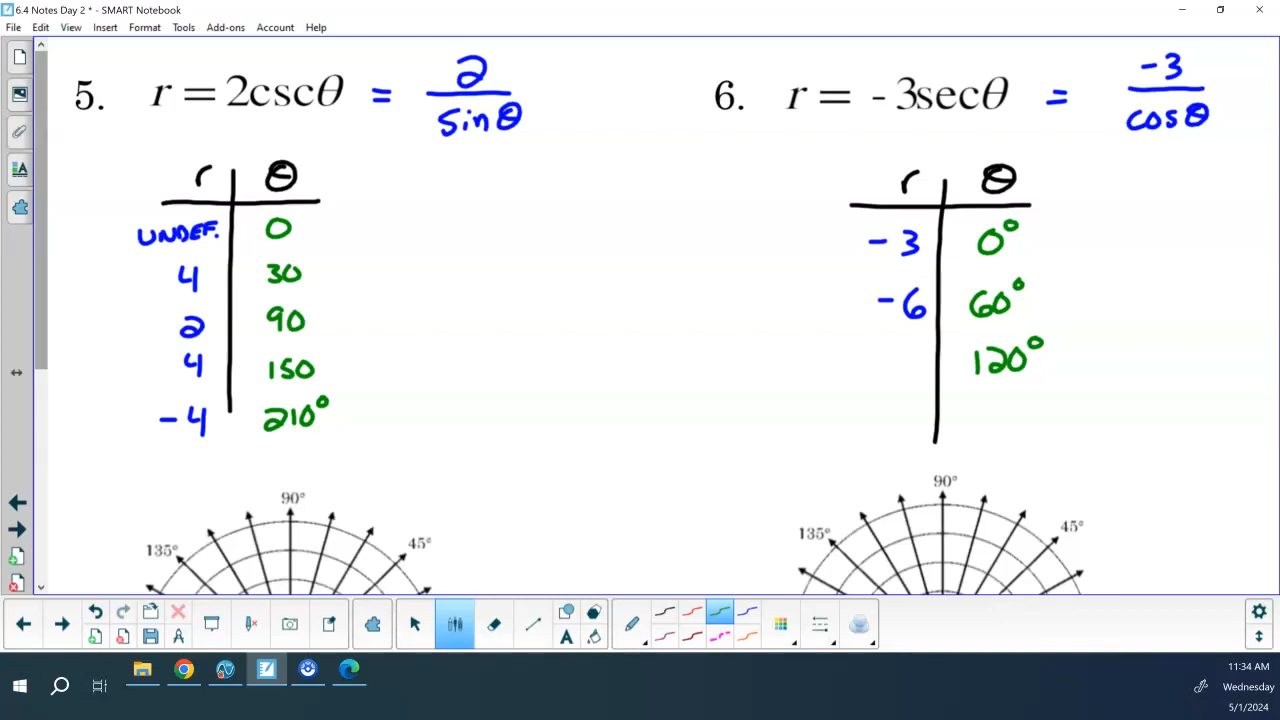 6.4 Notes Day 2 * - SMART Notebook
File Edit View Insert Format Tools Add-ons Account Help
5. r = 2cscθ = 2 / sinθ
r θ
UNDEF. 0
4 30
2 90
4 150
-4 210°
90°
135°
45°
6. r = -3secθ = -3 / cosθ
r θ
-3 0°
-6 60°
120°
90°
135°
45°
11:34 AM
Wednesday
5/1/2024